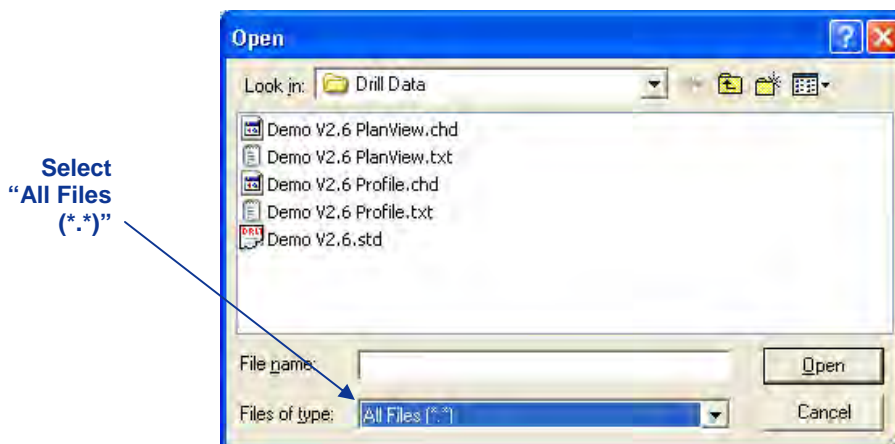 Open
Look in: Drill Data
Demo V2.6 PlanView.chd
Demo V2.6 PlanView.txt
Demo V2.6 Profile.chd
Demo V2.6 Profile.txt
Demo V2.6.std
Select
“All Files
(*.*)”
File name:
Open
Files of type: All Files (*.*)
Cancel